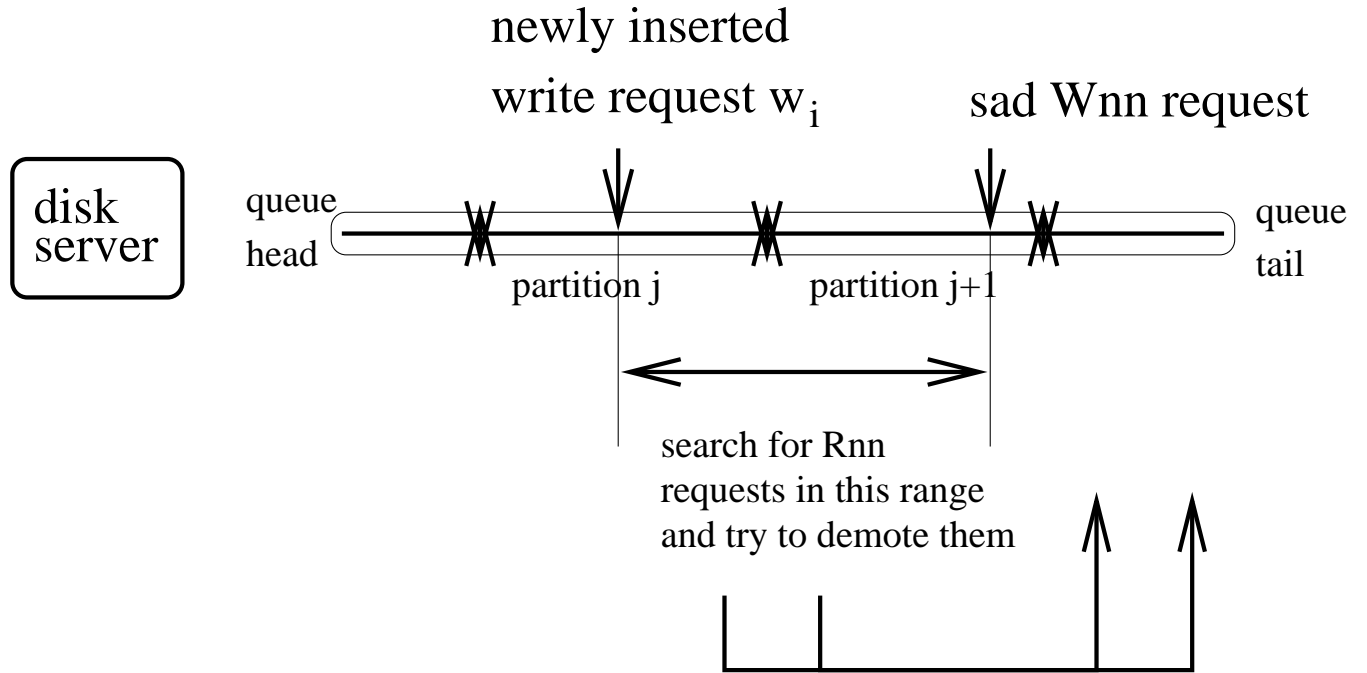 newly inserted
write request wi
sad Wnn request
disk
server
queue
head
queue
tail
partition j
partition j+1
search for Rnn
requests in this range
and try to demote them